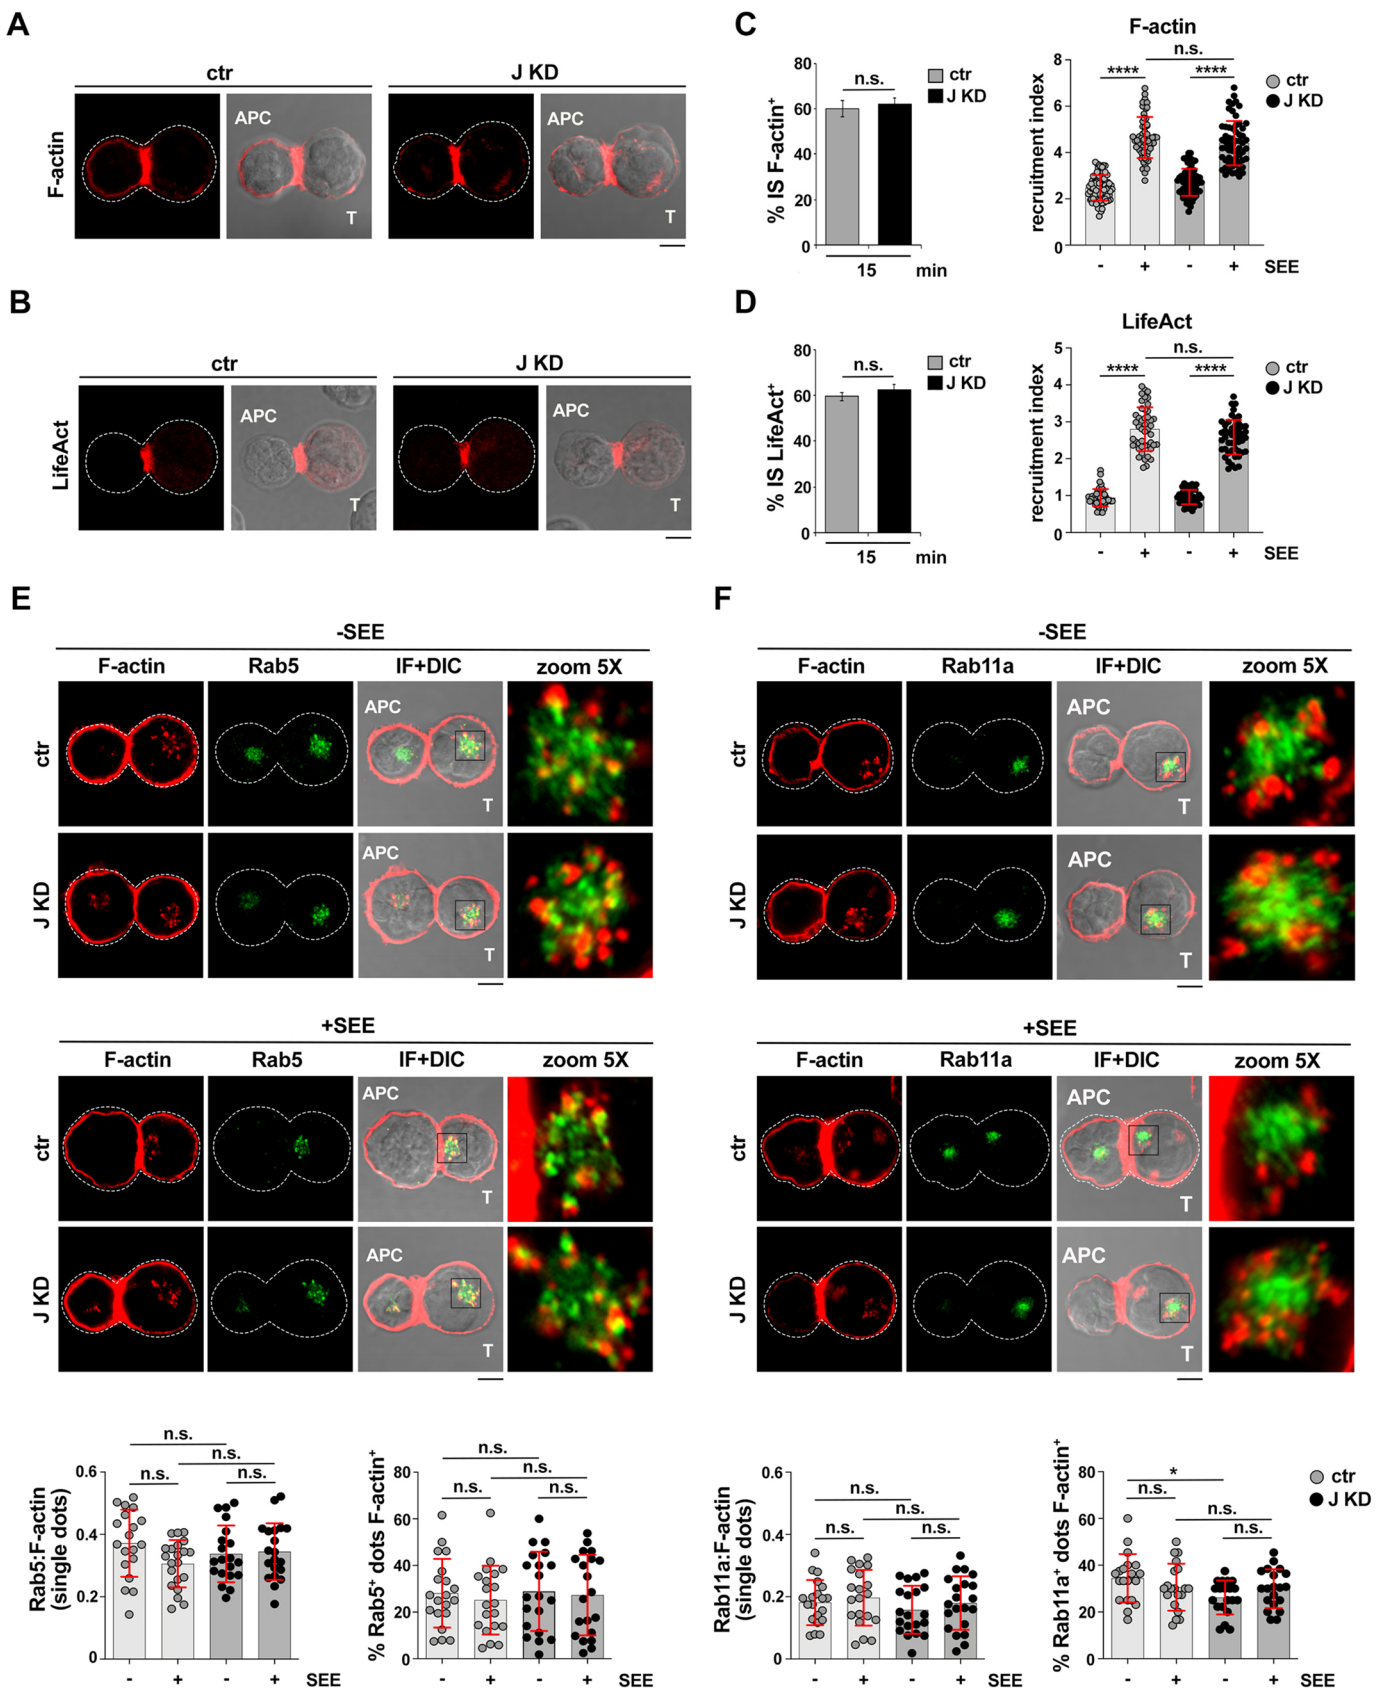 A
ctr
J KD
F-actin
APC
T
APC
T
B
ctr
J KD
LifeAct
APC
T
APC
T
C
% IS F-actin+
80
60
40
20
0
n.s.
ctr
J KD
15
min
F-actin
recruitment index
8
6
4
2
0
n.s.
****
****
ctr
J KD
-
+
-
+
SEE
D
% IS LifeAct+
80
60
40
20
0
n.s.
ctr
J KD
15
min
LifeAct
recruitment index
5
4
3
2
1
0
n.s.
****
****
ctr
J KD
-
+
-
+
SEE
E
-SEE
F-actin
Rab5
IF+DIC
zoom 5X
ctr
APC
T
J KD
APC
T
+SEE
F-actin
Rab5
IF+DIC
zoom 5X
ctr
APC
T
J KD
APC
T
Rab5:F-actin
(single dots)
0.6
0.4
0.2
0
n.s.
n.s.
n.s.
n.s.
-
+
-
+
SEE
% Rab5+ dots F-actin+
80
60
40
20
0
n.s.
n.s.
n.s.
n.s.
-
+
-
+
SEE
F
-SEE
F-actin
Rab11a
IF+DIC
zoom 5X
ctr
APC
T
J KD
APC
T
+SEE
F-actin
Rab11a
IF+DIC
zoom 5X
ctr
APC
T
J KD
APC
T
Rab11a:F-actin
(single dots)
0.6
0.4
0.2
0
n.s.
n.s.
n.s.
n.s.
-
+
-
+
SEE
% Rab11a+ dots F-actin+
80
60
40
20
0
*
n.s.
n.s.
n.s.
ctr
J KD
-
+
-
+
SEE